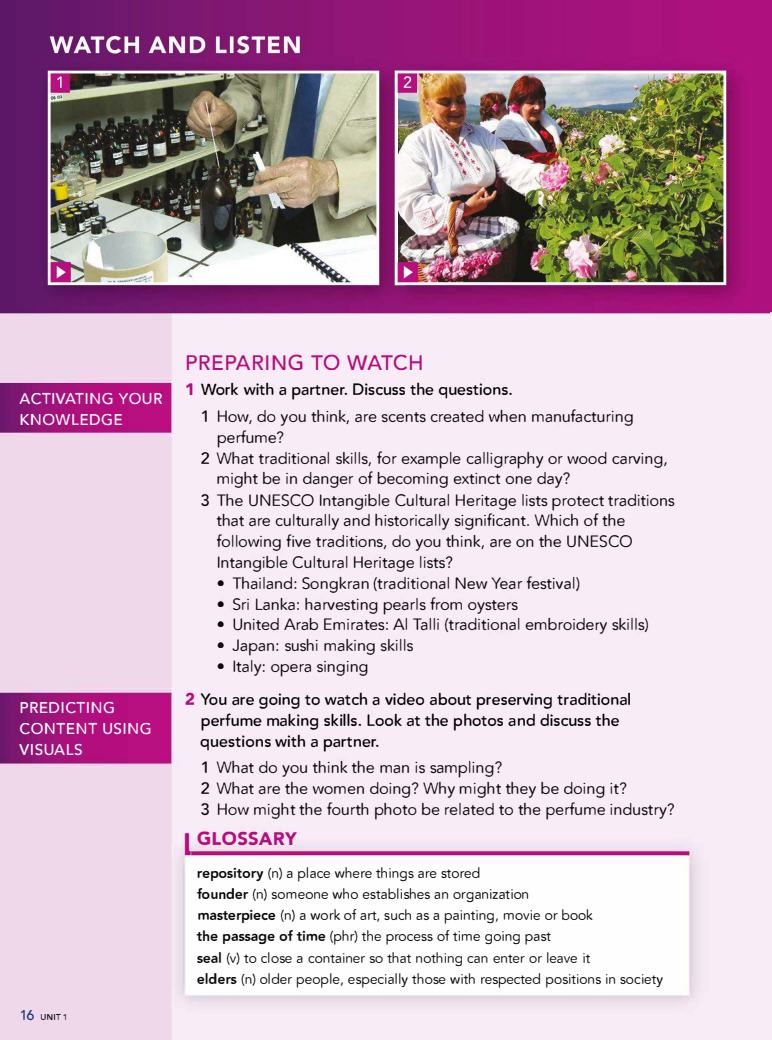 WATCH AND LISTEN
1
2
PREPARING TO WATCH
ACTIVATING YOUR
KNOWLEDGE
1 Work with a partner. Discuss the questions.
1 How, do you think, are scents created when manufacturing
perfume?
2 What traditional skills, for example calligraphy or wood carving,
might be in danger of becoming extinct one day?
3 The UNESCO Intangible Cultural Heritage lists protect traditions
that are culturally and historically significant. Which of the
following five traditions, do you think, are on the UNESCO
Intangible Cultural Heritage lists?
• Thailand: Songkran (traditional New Year festival)
• Sri Lanka: harvesting pearls from oysters
• United Arab Emirates: Al Talli (traditional embroidery skills)
• Japan: sushi making skills
• Italy: opera singing
PREDICTING
CONTENT USING
VISUALS
2 You are going to watch a video about preserving traditional
perfume making skills. Look at the photos and discuss the
questions with a partner.
1 What do you think the man is sampling?
2 What are the women doing? Why might they be doing it?
3 How might the fourth photo be related to the perfume industry?
GLOSSARY
repository (n) a place where things are stored
founder (n) someone who establishes an organization
masterpiece (n) a work of art, such as a painting, movie or book
the passage of time (phr) the process of time going past
seal (v) to close a container so that nothing can enter or leave it
elders (n) older people, especially those with respected positions in society
16 UNIT 1